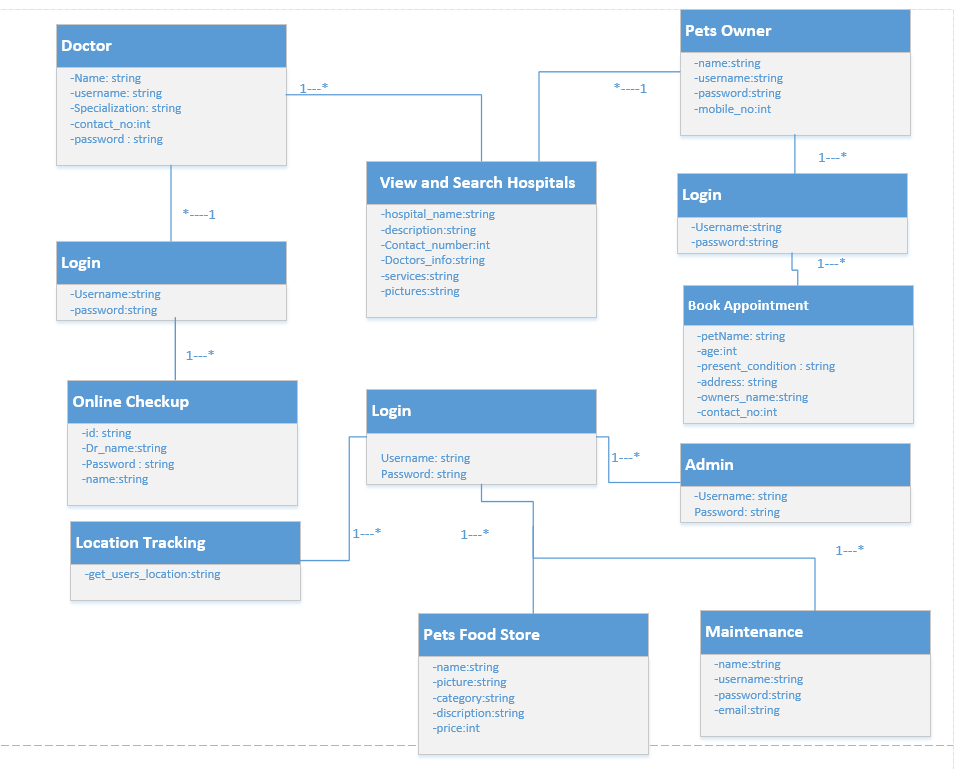 Doctor
-Name: string
-username: string
-Specialization: string
-contact_no:int
-password : string
1---*
*----1
Pets Owner
-name:string
-username:string
-password:string
-mobile_no:int
1---*
View and Search Hospitals
-hospital_name:string
-description:string
-Contact_number:int
-Doctors_info:string
-services:string
-pictures:string
Login
-Username:string
-password:string
1---*
*----1
Login
-Username:string
-password:string
1---*
Book Appointment
-petName: string
-age:int
-present_condition : string
-address: string
-owners_name:string
-contact_no:int
Online Checkup
-id: string
-Dr_name:string
-Password : string
-name:string
Login
Username: string
Password: string
1---*
Admin
-Username: string
Password: string
Location Tracking
-get_users_location:string
1---*
1---*
1---*
Pets Food Store
-name:string
-picture:string
-category:string
-discription:string
-price:int
Maintenance
-name:string
-username:string
-password:string
-email:string